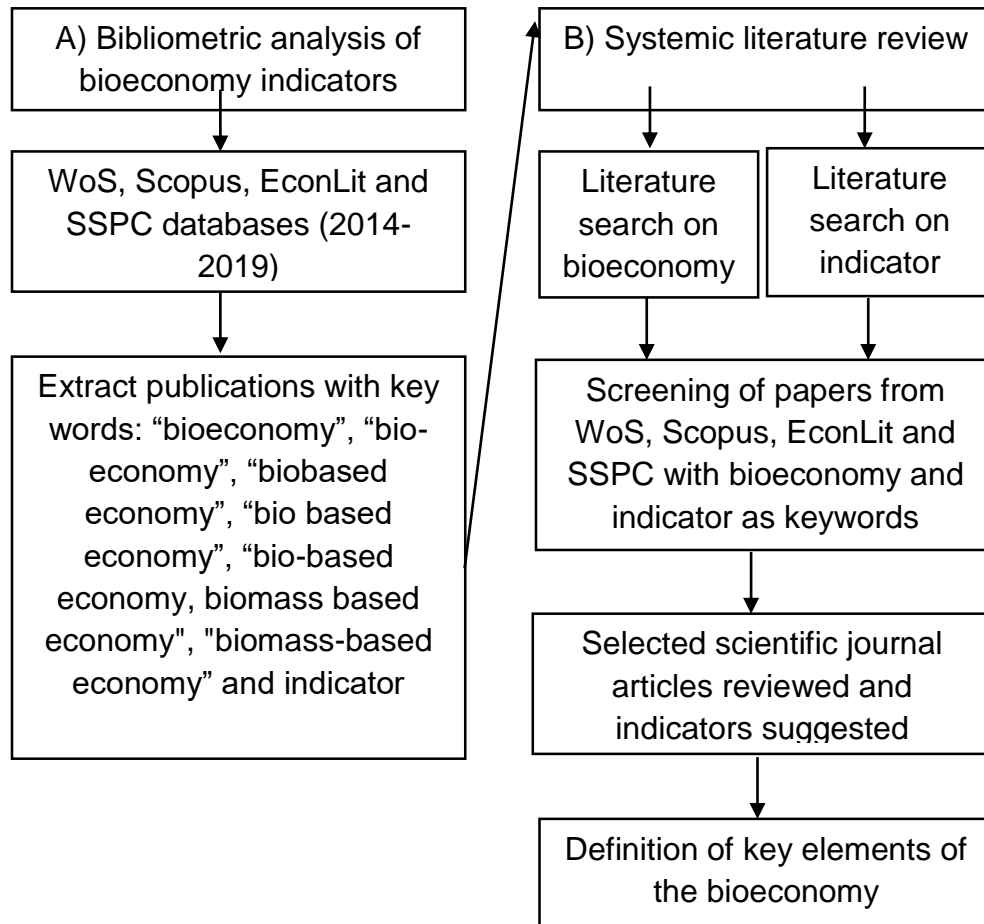 A) Bibliometric analysis of
bioeconomy indicators
WoS, Scopus, EconLit and
SSPC databases (2014-
2019)
Extract publications with key
words: “bioeconomy”, “bio-
economy”, “biobased
economy”, “bio based
economy”, “bio-based
economy, biomass based
economy", "biomass-based
economy” and indicator
B) Systemic literature review
Literature
search on
bioeconomy
Literature
search on
indicator
Screening of papers from
WoS, Scopus, EconLit and
SSPC with bioeconomy and
indicator as keywords
Selected scientific journal
articles reviewed and
indicators suggested
Definition of key elements of
the bioeconomy